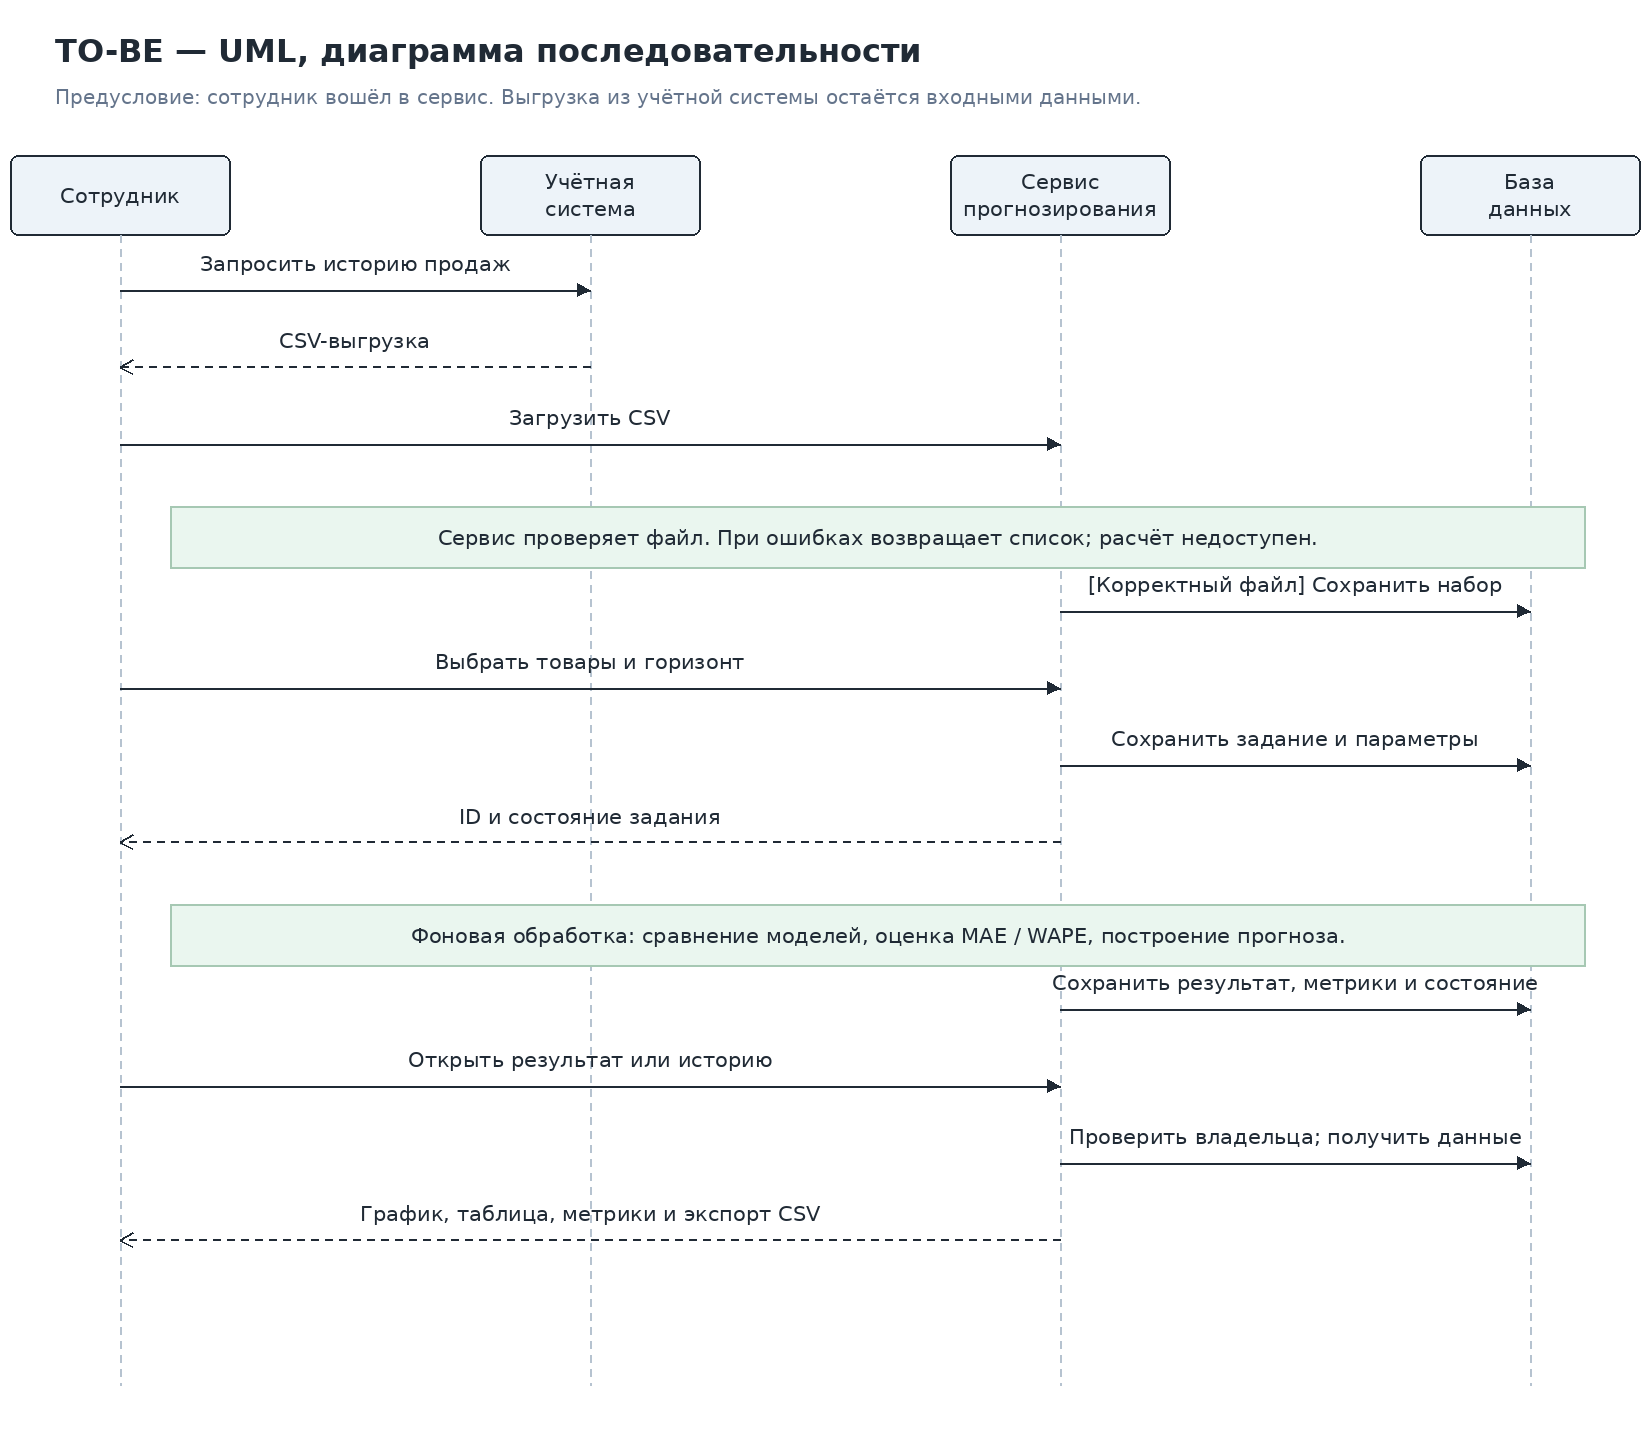 TO-BE — UML, диаграмма последовательности
Предусловие: сотрудник вошёл в сервис. Выгрузка из учётной системы остаётся входными данными.
Сотрудник
Учётная
система
Сервис
прогнозирования
База
данных
Запросить историю продаж
CSV-выгрузка
Загрузить CSV
Сервис проверяет файл. При ошибках возвращает список; расчёт недоступен.
[Корректный файл] Сохранить набор
Выбрать товары и горизонт
Сохранить задание и параметры
ID и состояние задания
Фоновая обработка: сравнение моделей, оценка MAE / WAPE, построение прогноза.
Сохранить результат, метрики и состояние
Открыть результат или историю
Проверить владельца; получить данные
График, таблица, метрики и экспорт CSV